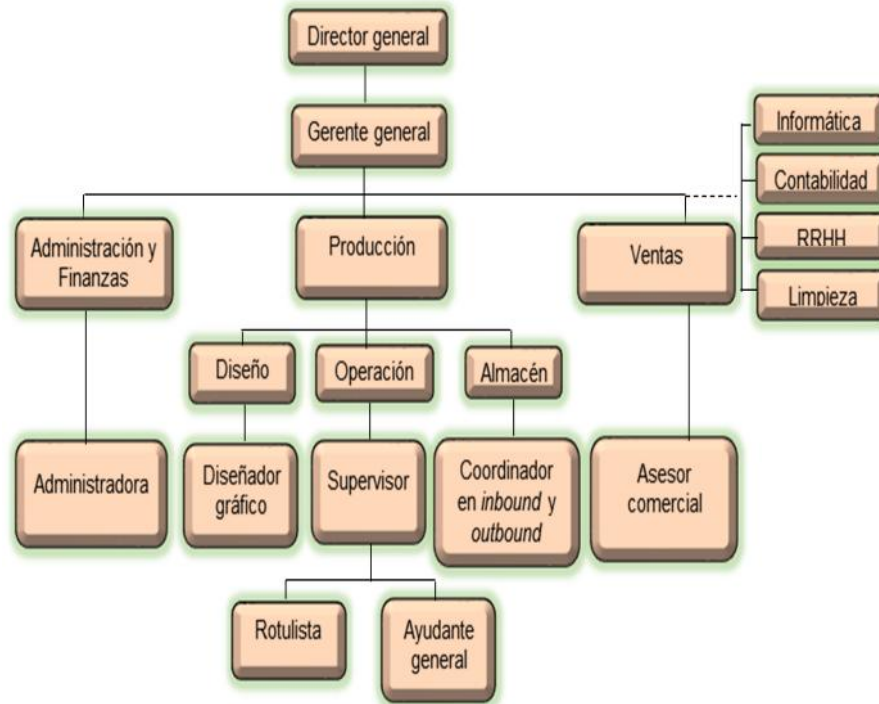 Director general
Gerente general
Informática
Contabilidad
RRHH
Limpieza
Administración y
Finanzas
Producción
Ventas
Diseño
Operación
Almacén
Administradora
Diseñador
gráfico
Supervisor
Coordinador
en inbound y
outbound
Asesor
comercial
Rotulista
Ayudante
general